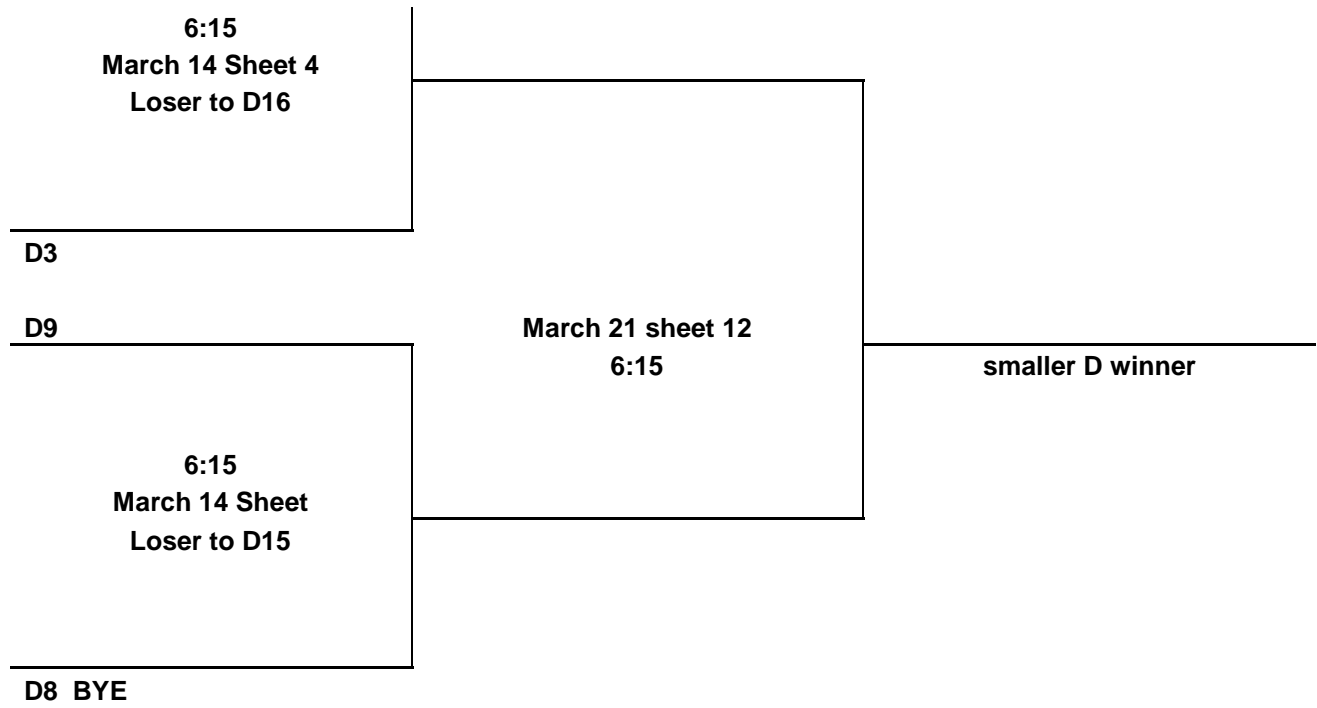 6:15
March 14 Sheet 4
Loser to D16
D3
D9
March 21 sheet 12
6:15
smaller D winner
6:15
March 14 Sheet
Loser to D15
D8 BYE